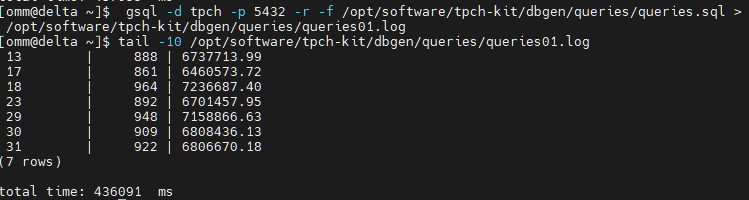 [omm@delta ~]$  gsql -d tpch -p 5432 -r -f /opt/software/tpch-kit/dbgen/queries/queries.sql >
 /opt/software/tpch-kit/dbgen/queries/queries01.log
[omm@delta ~]$ tail -10 /opt/software/tpch-kit/dbgen/queries/queries01.log
 13        |     888 | 6737713.99
 17        |     861 | 6460573.72
 18        |     964 | 7236687.40
 23        |     892 | 6701457.95
 29        |     948 | 7158866.63
 30        |     909 | 6808436.13
 31        |     922 | 6806670.18
(7 rows)
total time: 436091  ms